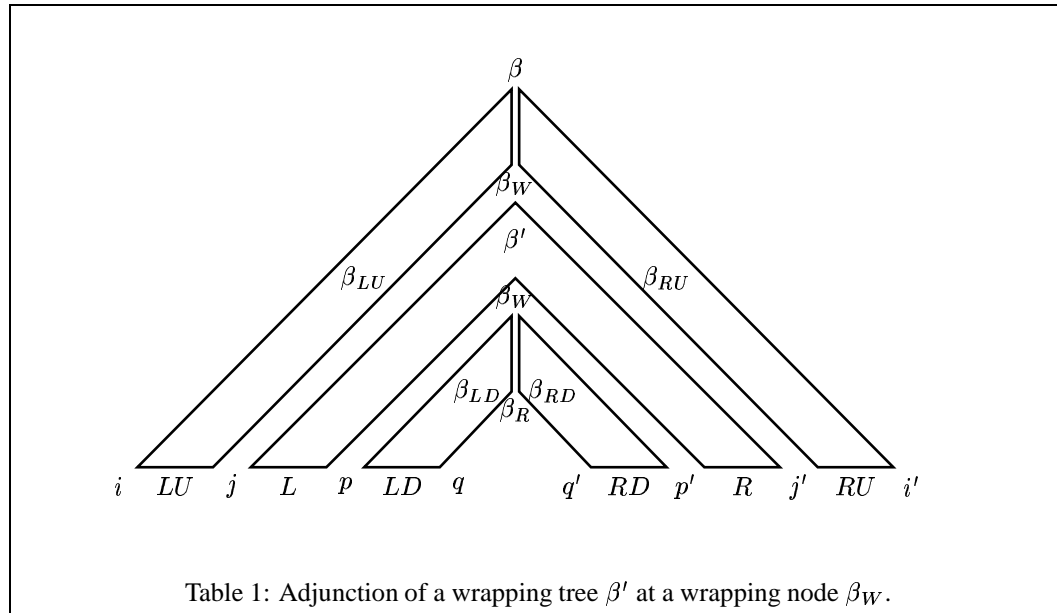 β
β_W
β′
β_LU β_RU
β_W
β_LD β_RD
β_R
i LU j L p LD q q′ RD p′ R j′ RU i′
Table 1: Adjunction of a wrapping tree β′ at a wrapping node β_W.